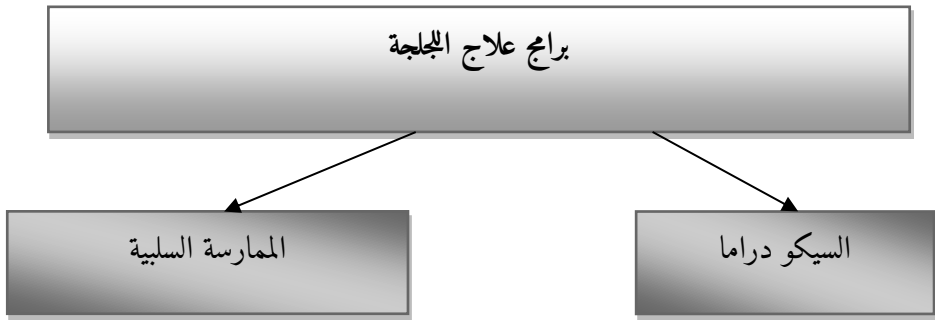 برامج علاج اللجلجة
السيكو دراما
الممارسة السلبية